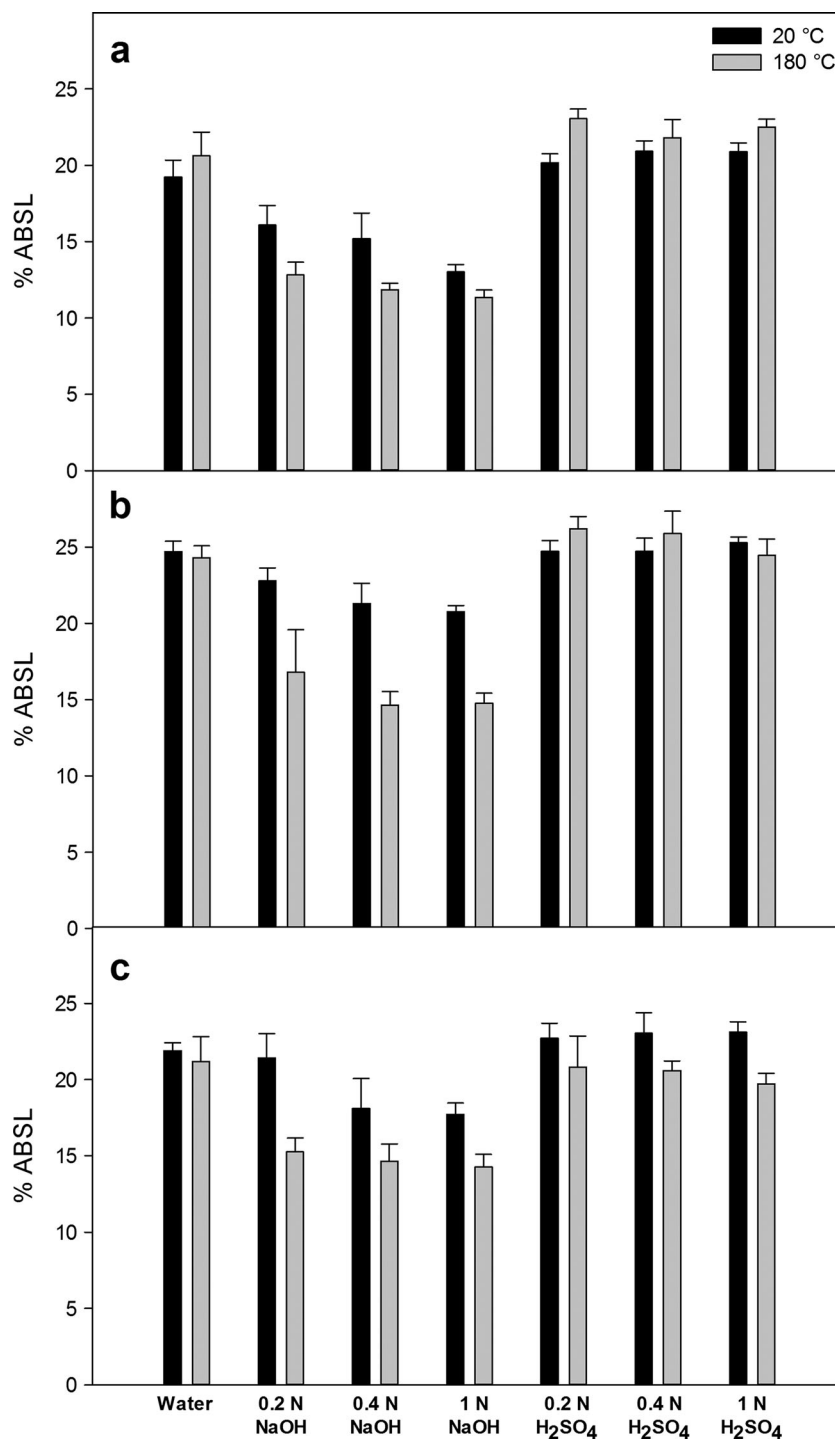 a
20 °C
180 °C
25
20
15
10
5
0
% ABSL
b
25
20
15
10
5
0
% ABSL
c
25
20
15
10
5
0
% ABSL
Water 0.2 N 0.4 N 1 N 0.2 N 0.4 N 1 N
NaOH NaOH NaOH H₂SO₄ H₂SO₄ H₂SO₄